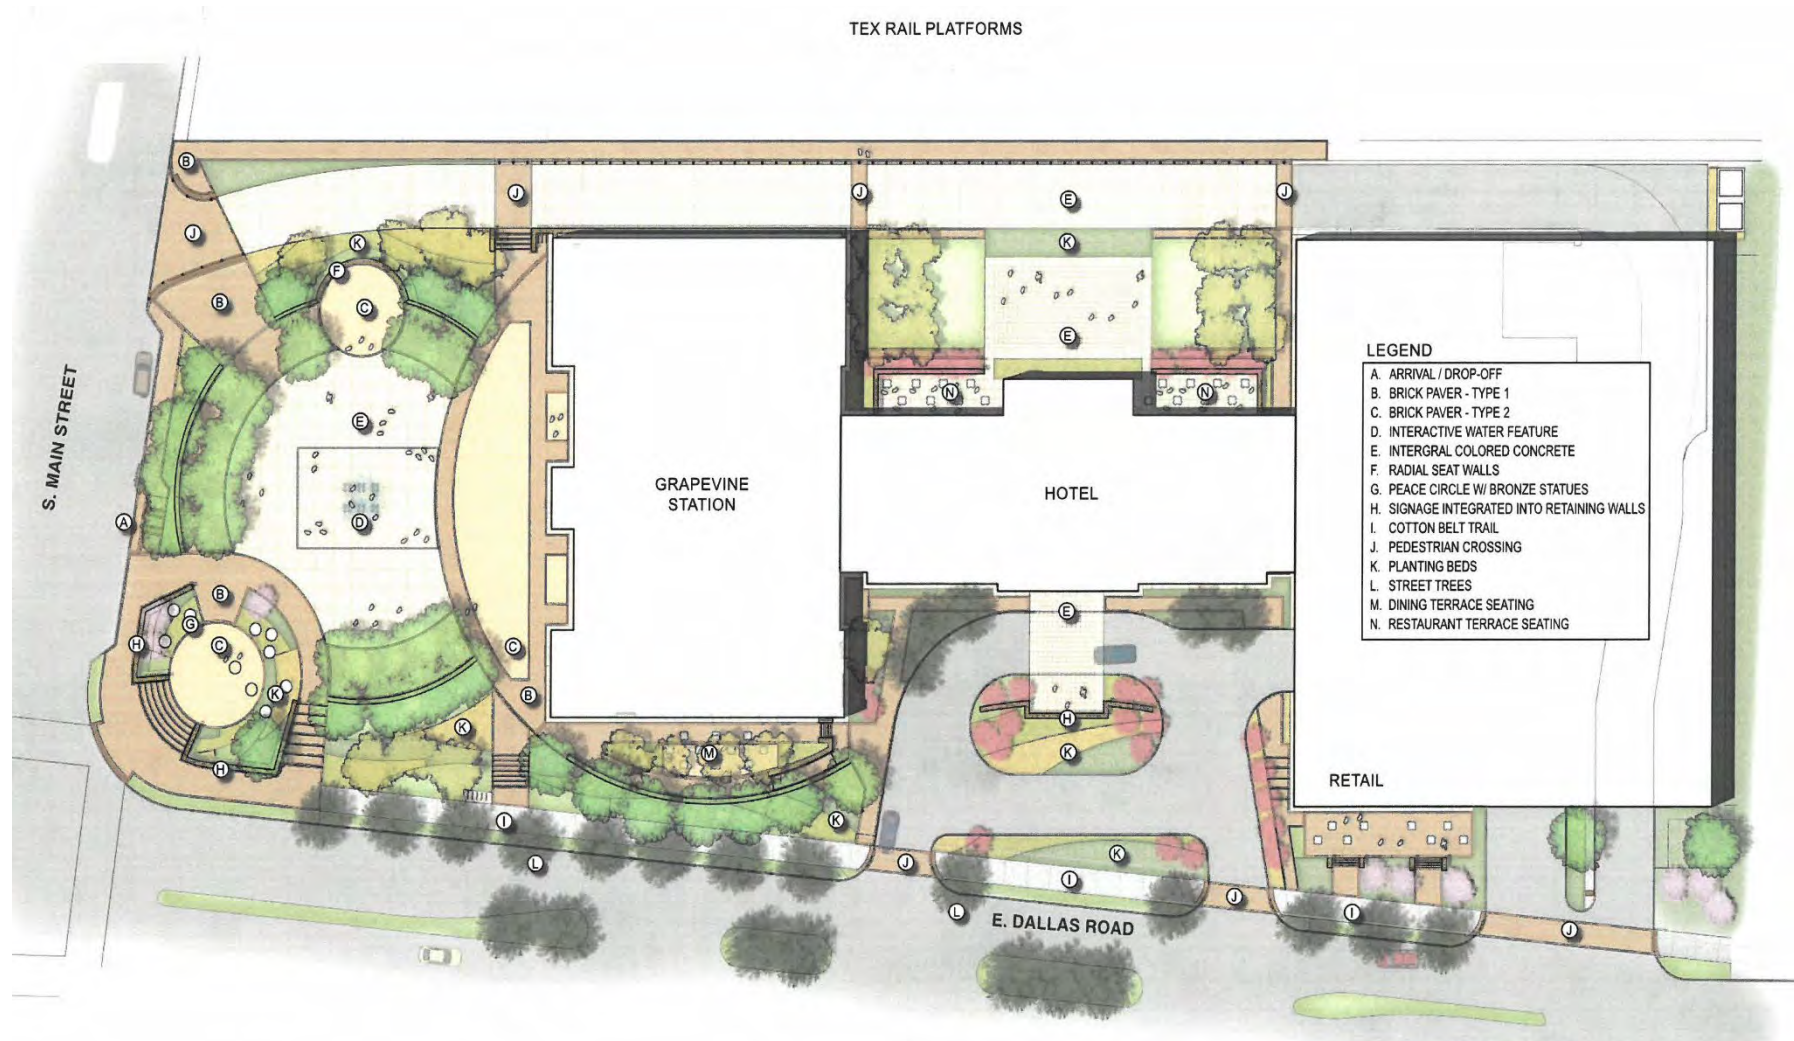 TEX RAIL PLATFORMS
B
J
J
J
E
J
K
K
F
B
C
E
S. MAIN STREET
N
N
E
D
A
GRAPEVINE
STATION
HOTEL
LEGEND
A. ARRIVAL / DROP-OFF
B. BRICK PAVER - TYPE 1
C. BRICK PAVER - TYPE 2
D. INTERACTIVE WATER FEATURE
E. INTERGRAL COLORED CONCRETE
F. RADIAL SEAT WALLS
G. PEACE CIRCLE W/ BRONZE STATUES
H. SIGNAGE INTEGRATED INTO RETAINING WALLS
I. COTTON BELT TRAIL
J. PEDESTRIAN CROSSING
K. PLANTING BEDS
L. STREET TREES
M. DINING TERRACE SEATING
N. RESTAURANT TERRACE SEATING
B
G
H
C
K
H
C
B
E
K
M
H
K
RETAIL
I
K
L
J
K
I
L
J
I
J
E. DALLAS ROAD